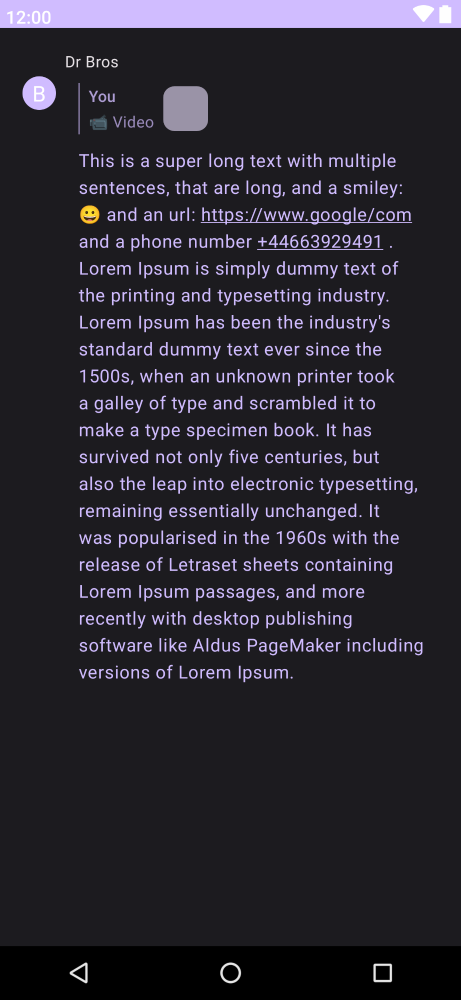 12:00
Dr Bros
B
You
📹 Video
This is a super long text with multiple
sentences, that are long, and a smiley:
😀 and an url: https://www.google/com
and a phone number +44663929491 .
Lorem Ipsum is simply dummy text of
the printing and typesetting industry.
Lorem Ipsum has been the industry's
standard dummy text ever since the
1500s, when an unknown printer took
a galley of type and scrambled it to
make a type specimen book. It has
survived not only five centuries, but
also the leap into electronic typesetting,
remaining essentially unchanged. It
was popularised in the 1960s with the
release of Letraset sheets containing
Lorem Ipsum passages, and more
recently with desktop publishing
software like Aldus PageMaker including
versions of Lorem Ipsum.